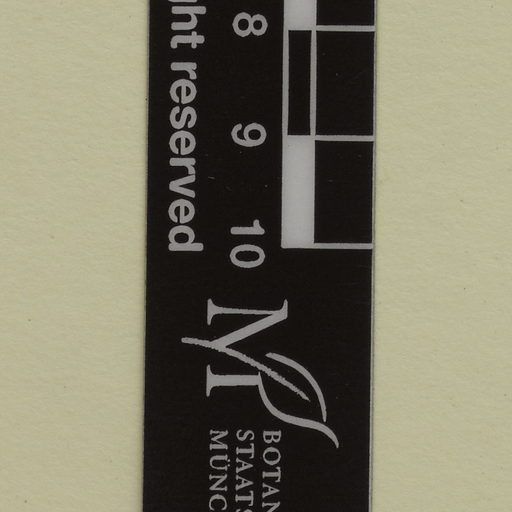 ght reserved
8 9 10
M
BOTAN
STAATS
MÜNC